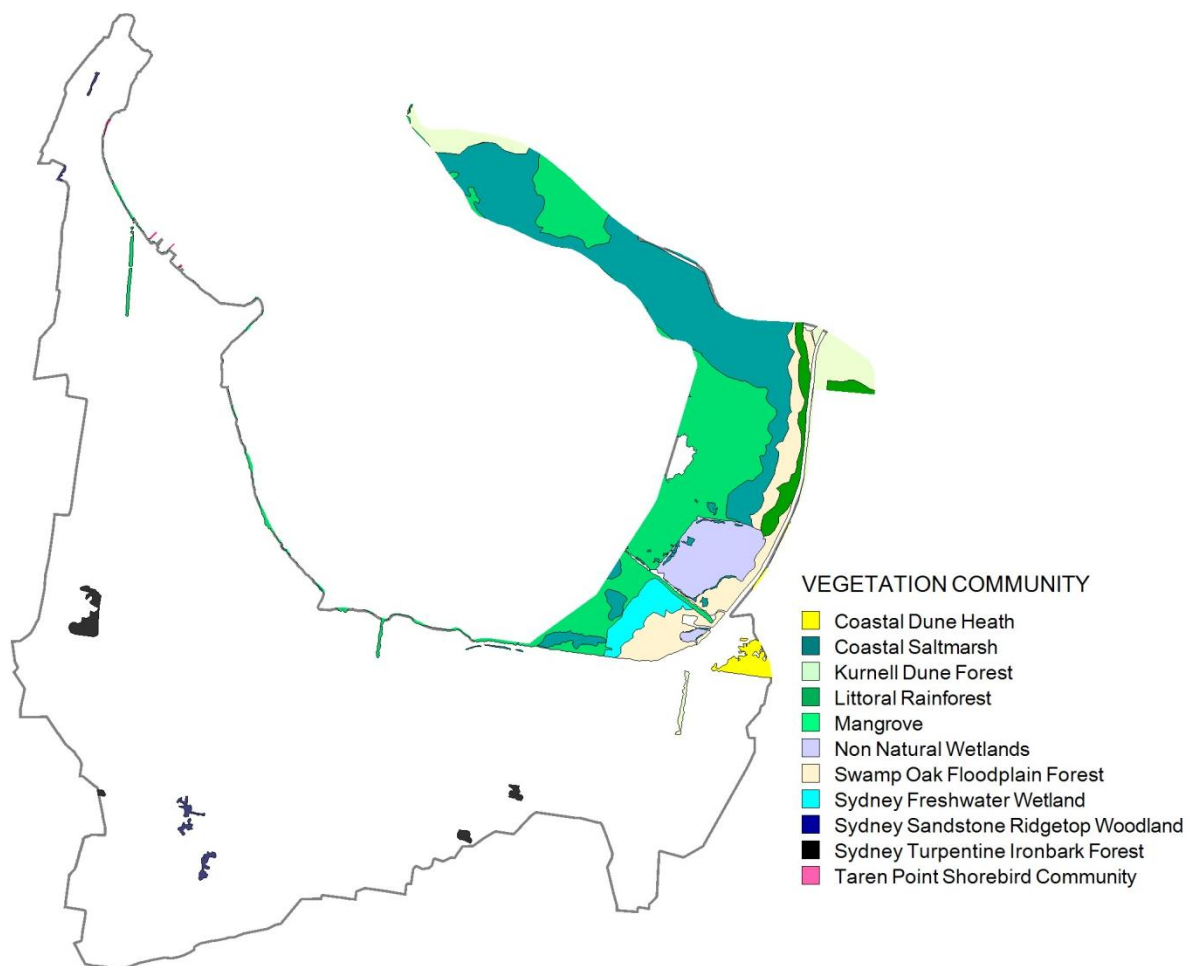 VEGETATION COMMUNITY
Coastal Dune Heath
Coastal Saltmarsh
Kurnell Dune Forest
Littoral Rainforest
Mangrove
Non Natural Wetlands
Swamp Oak Floodplain Forest
Sydney Freshwater Wetland
Sydney Sandstone Ridgetop Woodland
Sydney Turpentine Ironbark Forest
Taren Point Shorebird Community